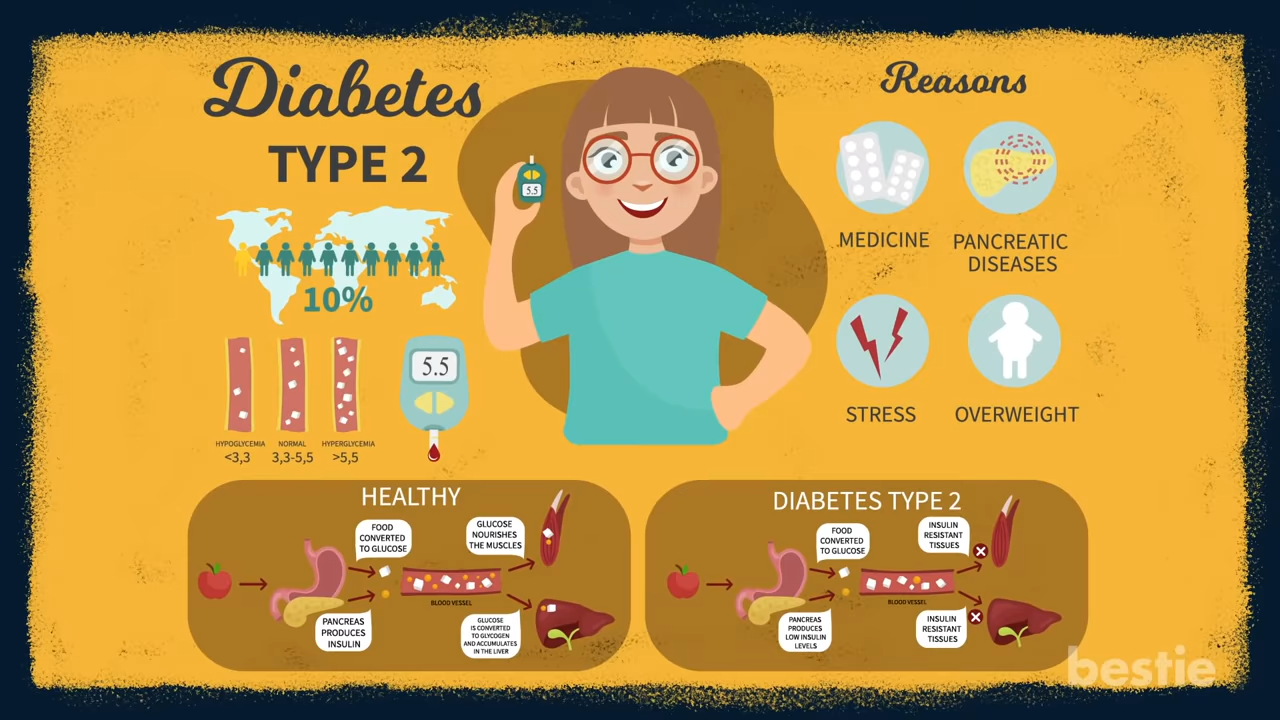 Diabetes
TYPE 2
10%
HYPOGLYCEMIA
<3,3
NORMAL
3,3-5,5
HYPERGLYCEMIA
>5,5
5.5
5.5
Reasons
MEDICINE
PANCREATIC
DISEASES
STRESS
OVERWEIGHT
HEALTHY
FOOD
CONVERTED
TO GLUCOSE
GLUCOSE
NOURISHES
THE MUSCLES
BLOOD VESSEL
PANCREAS
PRODUCES
INSULIN
GLUCOSE
IS CONVERTED
TO GLYCOGEN
AND ACCUMULATES
IN THE LIVER
DIABETES TYPE 2
FOOD
CONVERTED
TO GLUCOSE
INSULIN
RESISTANT
TISSUES
BLOOD VESSEL
PANCREAS
PRODUCES
LOW INSULIN
LEVELS
INSULIN
RESISTANT
TISSUES
bestie